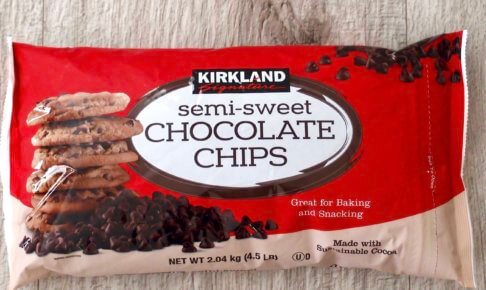 KIRKLAND
Signature
semi-sweet
CHOCOLATE
CHIPS
Great for Baking
and Snacking
Made with
Sustainable Cocoa
NET WT 2.04 kg (4.5 LBS)
U D